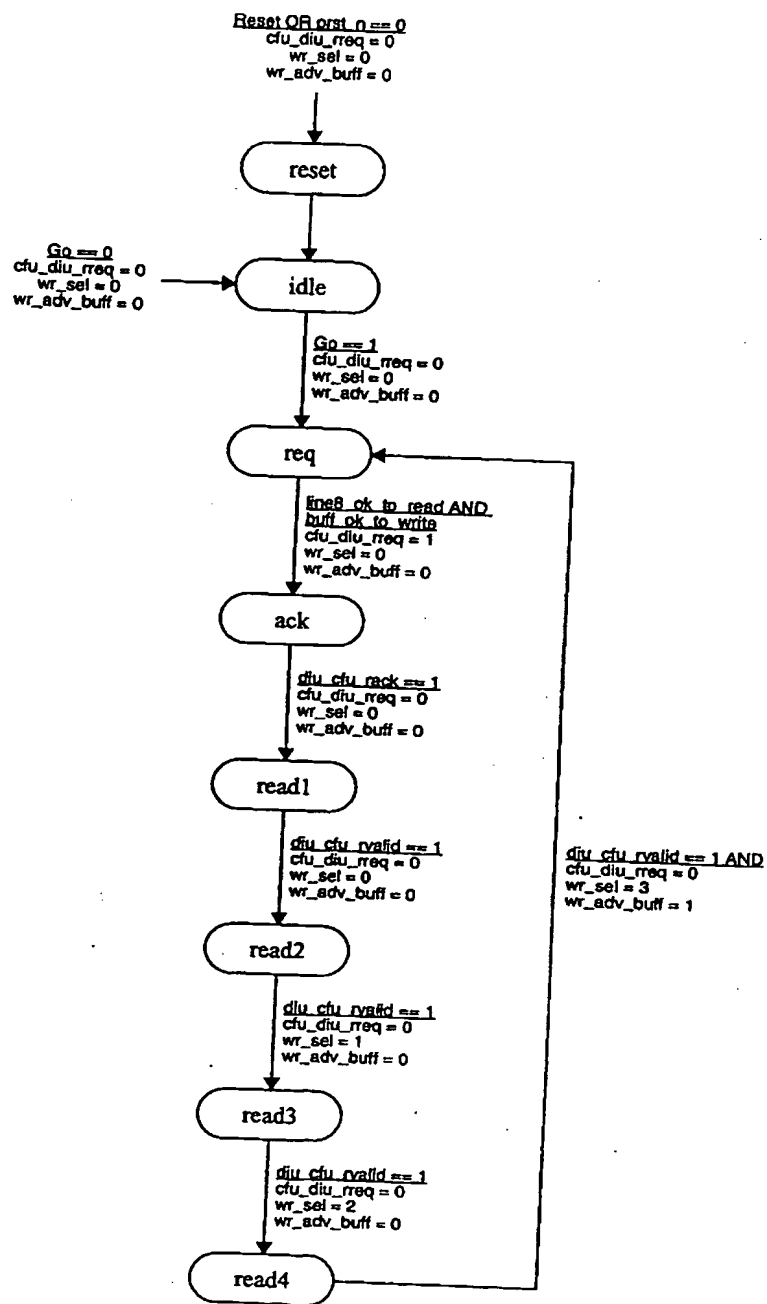 Reset OR prst_n == 0
cfu_diu_rreq = 0
wr_sel = 0
wr_adv_buff = 0
reset
Go == 0
cfu_diu_rreq = 0
wr_sel = 0
wr_adv_buff = 0
idle
Go == 1
cfu_diu_rreq = 0
wr_sel = 0
wr_adv_buff = 0
req
line8_ok_to_read AND
buff_ok_to_write
cfu_diu_rreq = 1
wr_sel = 0
wr_adv_buff = 0
ack
diu_cfu_rack == 1
cfu_diu_rreq = 0
wr_sel = 0
wr_adv_buff = 0
read1
diu_cfu_rvalid == 1
cfu_diu_rreq = 0
wr_sel = 0
wr_adv_buff = 0
diu_cfu_rvalid == 1 AND
cfu_diu_rreq = 0
wr_sel = 3
wr_adv_buff = 1
read2
diu_cfu_rvalid == 1
cfu_diu_rreq = 0
wr_sel = 1
wr_adv_buff = 0
read3
diu_cfu_rvalid == 1
cfu_diu_rreq = 0
wr_sel = 2
wr_adv_buff = 0
read4